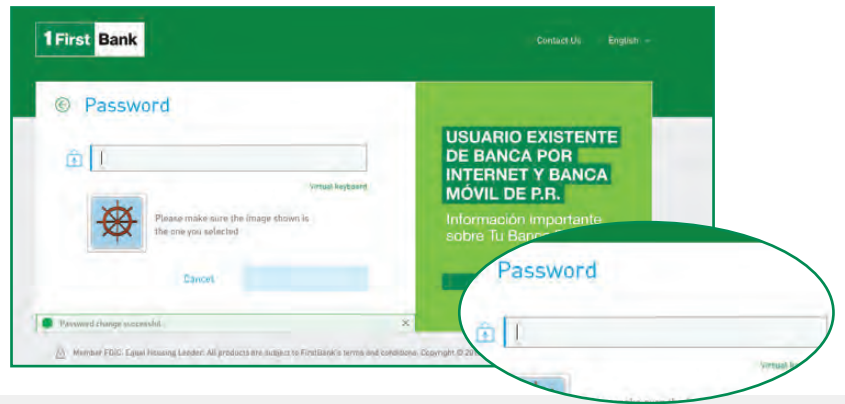 1First Bank
Contact Us English
Password
Virtual keyboard
Please make sure the image shown is
the one you selected
Cancel
Password change successful.
Member FDIC. Equal Housing Lender. All products are subject to FirstBank's terms and conditions. Copyright © 20
USUARIO EXISTENTE
DE BANCA POR
INTERNET Y BANCA
MÓVIL DE P.R.
Información importante
sobre Tu Banca
Password
Virtual